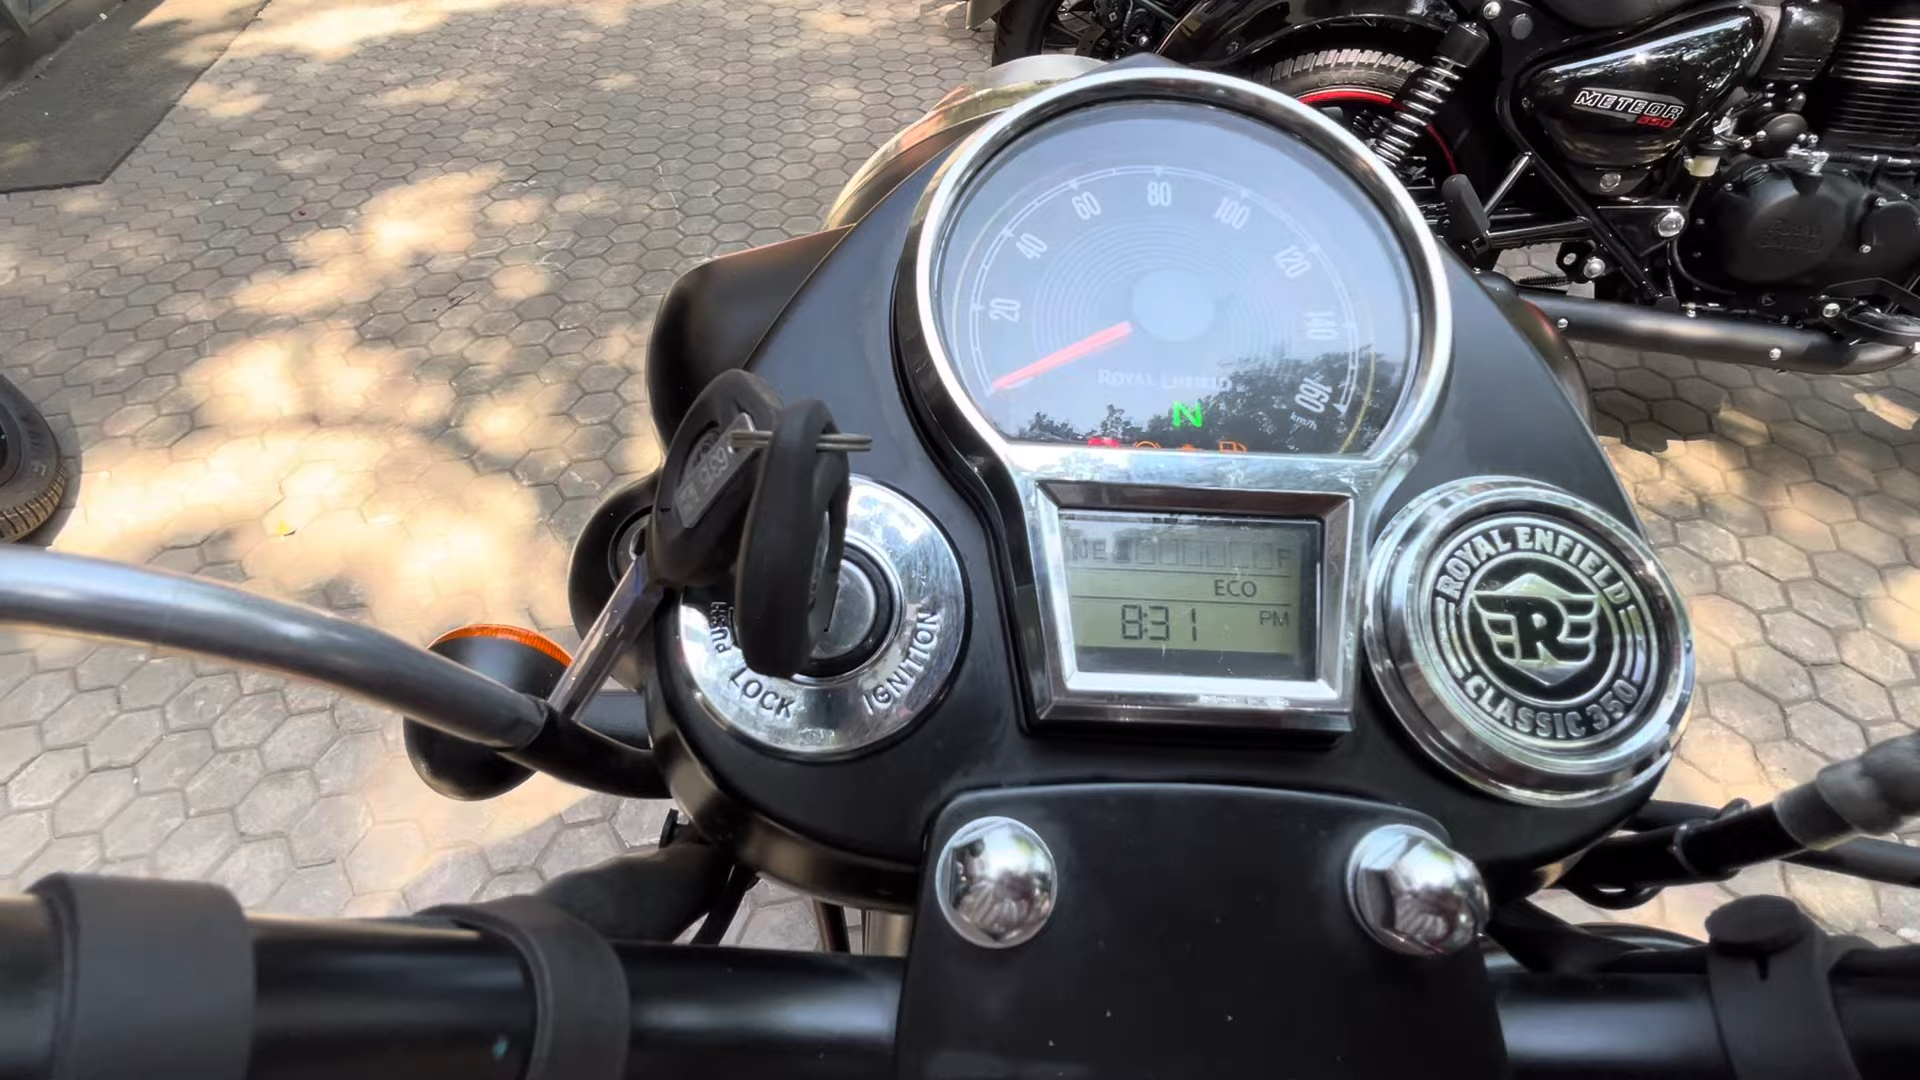 METEOR
350
20
40
60
80
100
120
140
160
km/h
ROYAL ENFIELD
N
E F
ECO
8:31 PM
PUSH
LOCK
IGNITION
ROYAL ENFIELD
R
CLASSIC 350